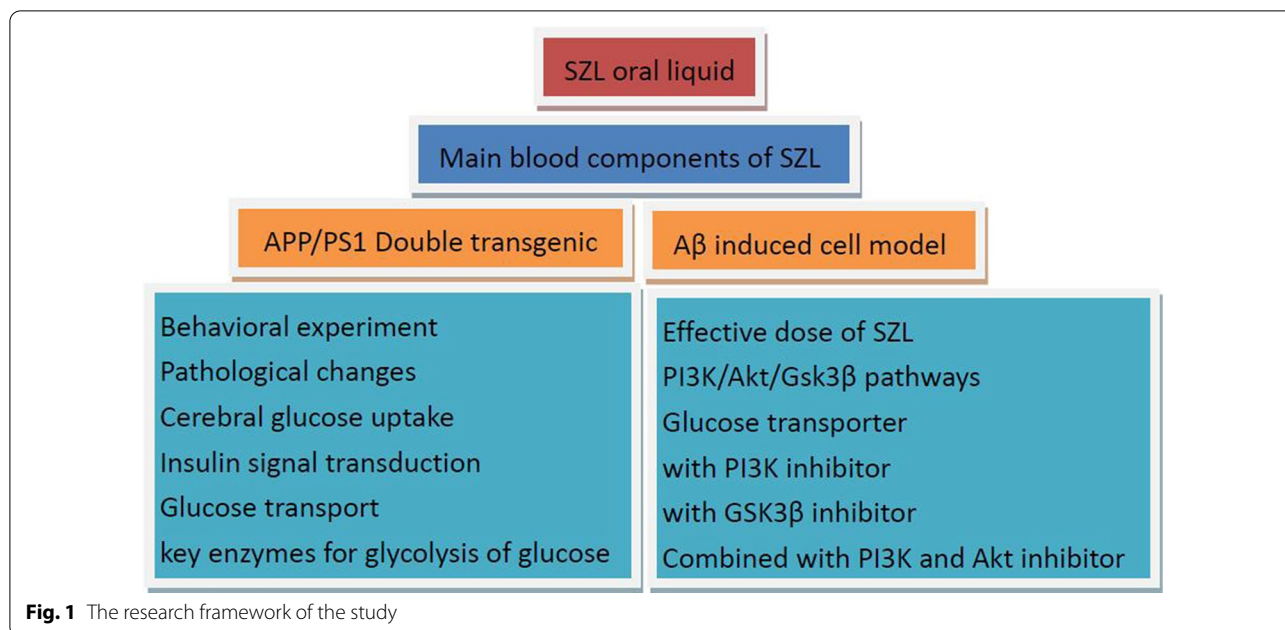 SZL oral liquid
Main blood components of SZL
APP/PS1 Double transgenic
Aβ induced cell model
Behavioral experiment
Pathological changes
Cerebral glucose uptake
Insulin signal transduction
Glucose transport
key enzymes for glycolysis of glucose
Effective dose of SZL
PI3K/Akt/Gsk3β pathways
Glucose transporter
with PI3K inhibitor
with GSK3β inhibitor
Combined with PI3K and Akt inhibitor
Fig. 1 The research framework of the study